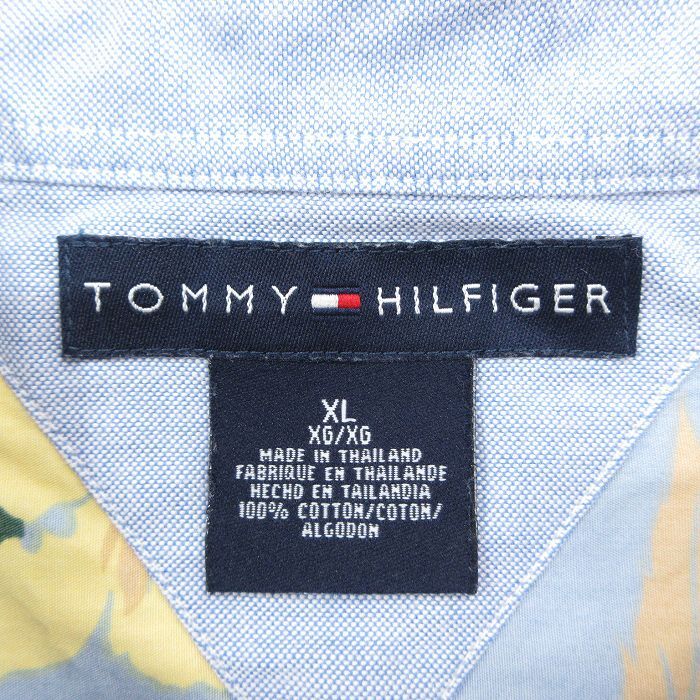 TOMMY HILFIGER
XL
XG/XG
MADE IN THAILAND
FABRIQUE EN THAILANDE
HECHO EN TAILANDIA
100% COTTON/COTON/
ALGODON